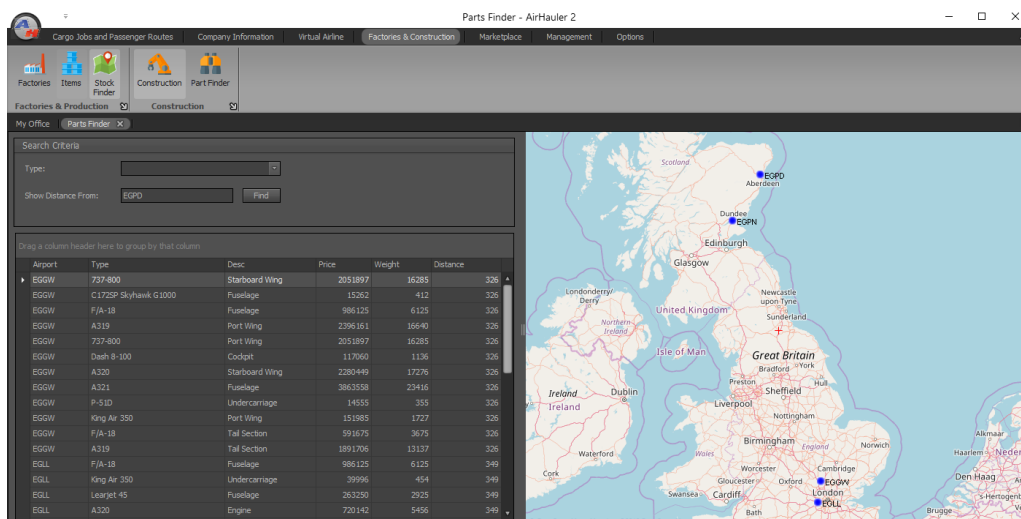 Parts Finder - AirHauler 2
Cargo Jobs and Passenger Routes Company Information Virtual Airline Factories & Construction Marketplace Management Options
Factories Items Stock Finder Construction Part Finder
Factories & Production Construction
My Office Parts Finder X
Search Criteria
Type:
Show Distance From: EGPD Find
Drag a column header here to group by that column
Airport Type Desc Price Weight Distance
EGGW 737-800 Starboard Wing 2051897 16285 326
EGGW C172SP Skyhawk G1000 Fuselage 15262 412 326
EGGW F/A-18 Fuselage 986125 6125 326
EGGW A319 Port Wing 2396161 16640 326
EGGW 737-800 Port Wing 2051897 16285 326
EGGW Dash 8-100 Cockpit 117060 1136 326
EGGW A320 Starboard Wing 2280449 17276 326
EGGW A321 Fuselage 3863558 23416 326
EGGW P-51D Undercarriage 14555 355 326
EGGW King Air 350 Port Wing 151985 1727 326
EGGW F/A-18 Tail Section 591675 3675 326
EGGW A319 Tail Section 1891706 13137 326
EGLL F/A-18 Fuselage 986125 6125 349
EGLL King Air 350 Undercarriage 39996 454 349
EGLL Learjet 45 Fuselage 263250 2925 349
EGLL A320 Engine 720142 5456 349
Scotland
EGPD
Aberdeen
Dundee
EGPN
Edinburgh
Glasgow
Londonderry/
Derry
Newcastle
upon Tyne
United Kingdom
Sunderland
Northern
Ireland
Isle of Man
Great Britain
Bradford York
Preston
Hull
Ireland
Dublin
Sheffield
Ireland
Liverpool
Nottingham
Alkmaar
Birmingham
England
Norwich
Waterford
Wales
Haarlem
Neder
Worcester
Cambridge
Cork
Gloucester
Oxford
EGGW
Den Haag
Swansea
Cardiff
London
's-Hertogen
EGLL
Bath
Brugge